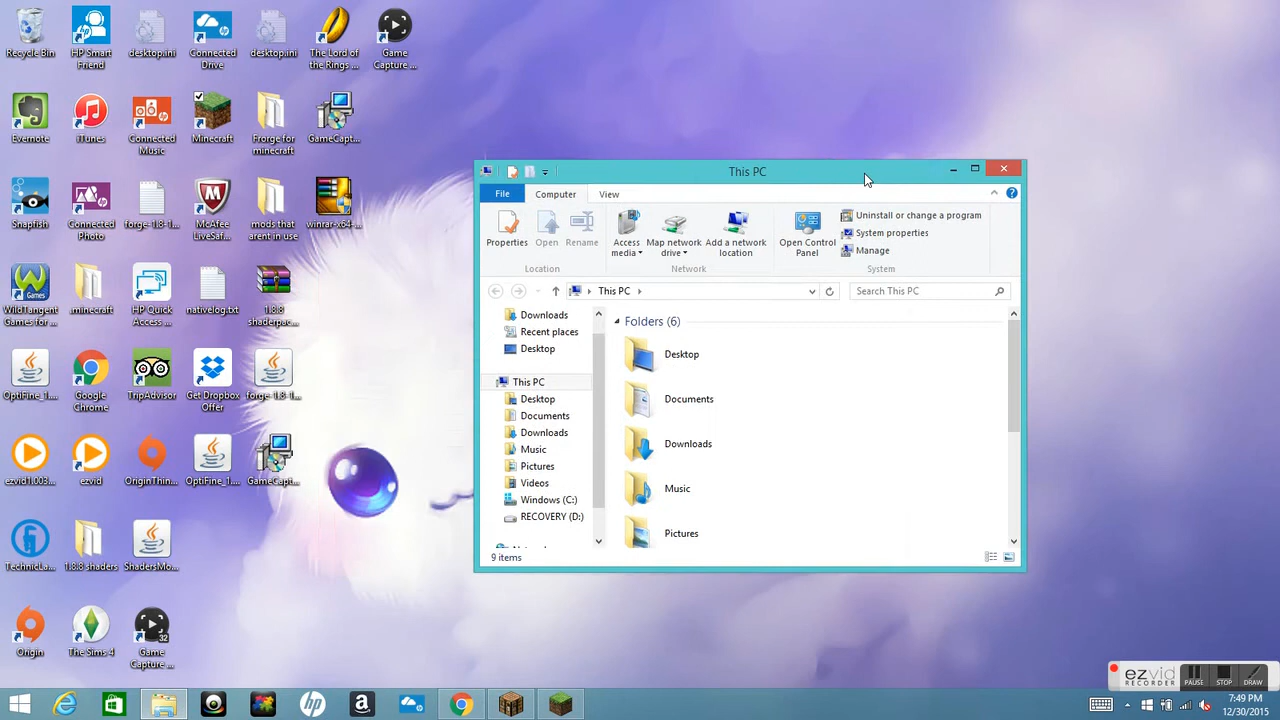 Recycle Bin
HP Smart Friend
desktop.ini
Connected Drive
desktop.ini
The Lord of the Rings ...
Game Capture ...
Evernote
iTunes
Connected Music
Minecraft
Frorge for minecraft
GameCapt...
Snapfish
Connected Photo
forge-1.8-1...
McAfee LiveSaf...
mods that arent in use
winrar-x64-...
WildTangent Games for ...
.minecraft
HP Quick Access ...
nativelog.txt
1.8.8 shaderpac...
OptiFine_1....
Google Chrome
TripAdvisor
Get Dropbox Offer
forge-1.8-1...
ezvid1.003...
ezvid
OriginThin...
OptiFine_1....
GameCapt...
TechnicLa...
1.8.8 shaders
ShadersMo...
Origin
The Sims 4
32
Game Capture ...
This PC
File
Computer
View
Properties
Open
Rename
Location
Access media
Map network drive
Add a network location
Network
Open Control Panel
Uninstall or change a program
System properties
Manage
System
This PC
Search This PC
Downloads
Recent places
Desktop
This PC
Desktop
Documents
Downloads
Music
Pictures
Videos
Windows (C:)
RECOVERY (D:)
Folders (6)
Desktop
Documents
Downloads
Music
Pictures
9 items
ezvid
RECORDER
PAUSE
STOP
DRAW
7:49 PM
12/30/2015